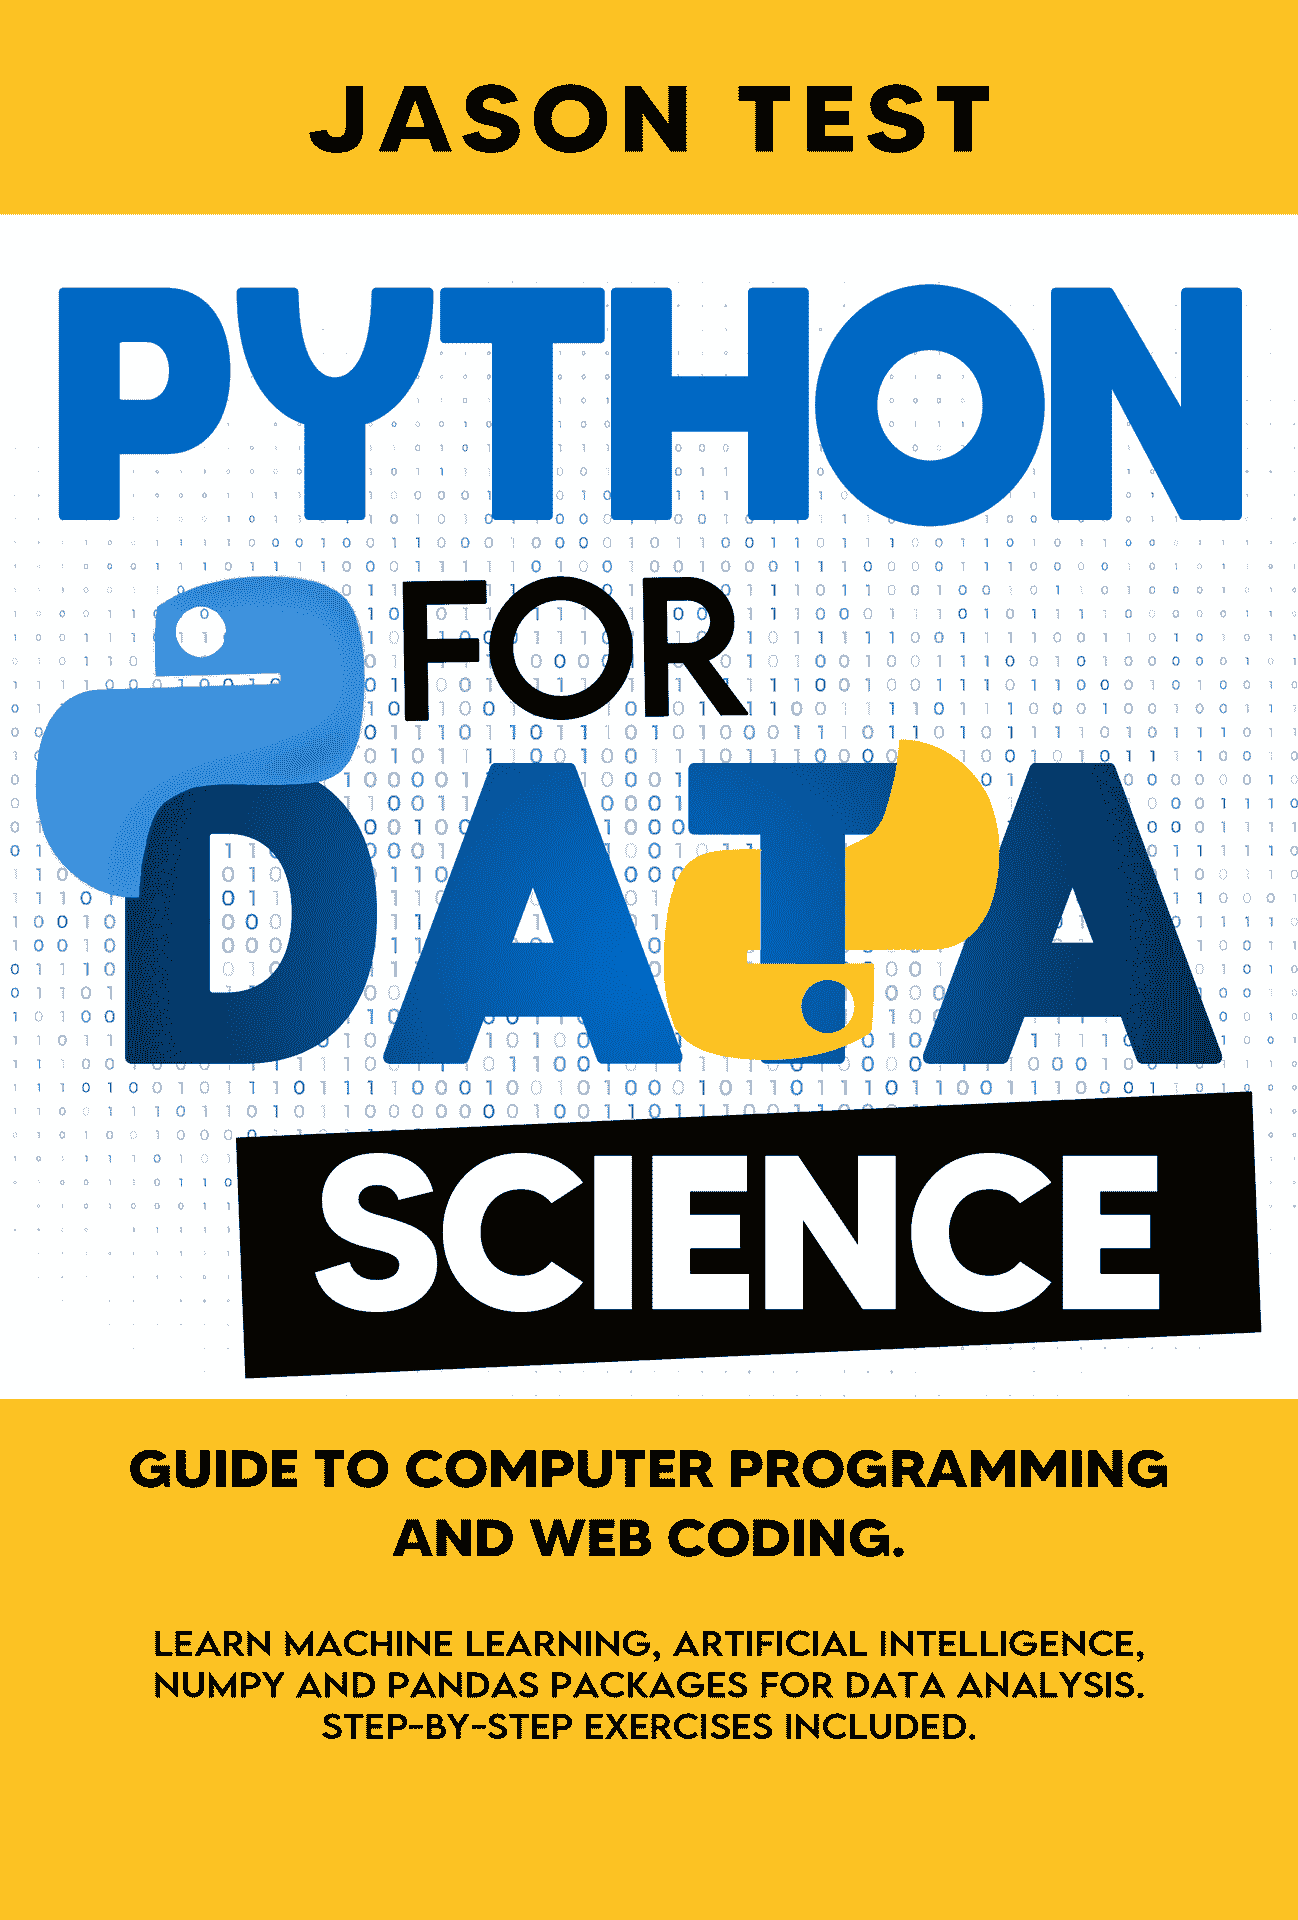 JASON TEST
PYTHON
FOR
DATA
SCIENCE
GUIDE TO COMPUTER PROGRAMMING
AND WEB CODING.
LEARN MACHINE LEARNING, ARTIFICIAL INTELLIGENCE,
NUMPY AND PANDAS PACKAGES FOR DATA ANALYSIS.
STEP-BY-STEP EXERCISES INCLUDED.